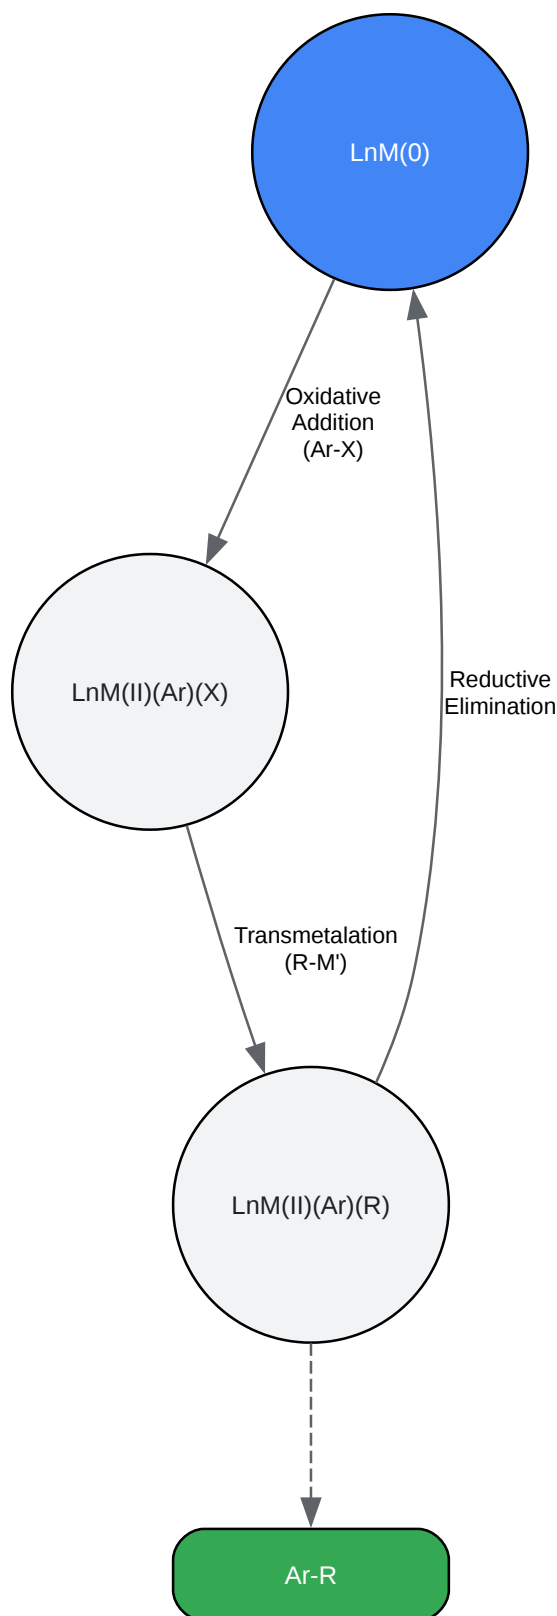 LnM(0)
Oxidative
Addition
(Ar-X)
LnM(II)(Ar)(X)
Reductive
Elimination
Transmetalation
(R-M')
LnM(II)(Ar)(R)
Ar-R